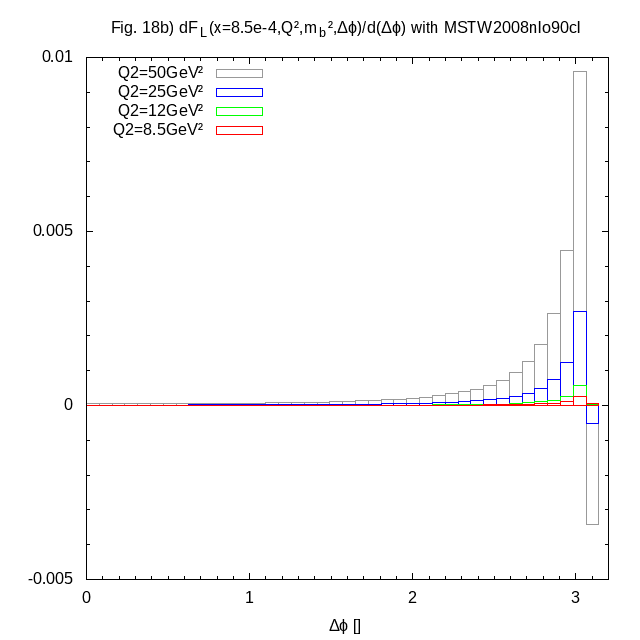 Fig. 18b) dF_L(x=8.5e-4,Q²,m_b²,Δϕ)/d(Δϕ) with MSTW2008nlo90cl
0.01
Q2=50GeV²
Q2=25GeV²
Q2=12GeV²
Q2=8.5GeV²
0.005
0
-0.005
0 1 2 3
Δϕ []